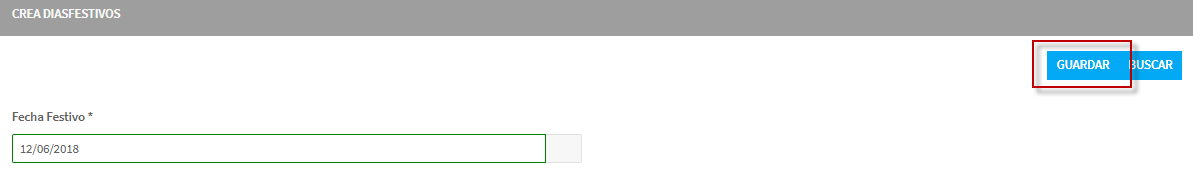 CREA DIASFESTIVOS
GUARDAR BUSCAR
Fecha Festivo *
12/06/2018